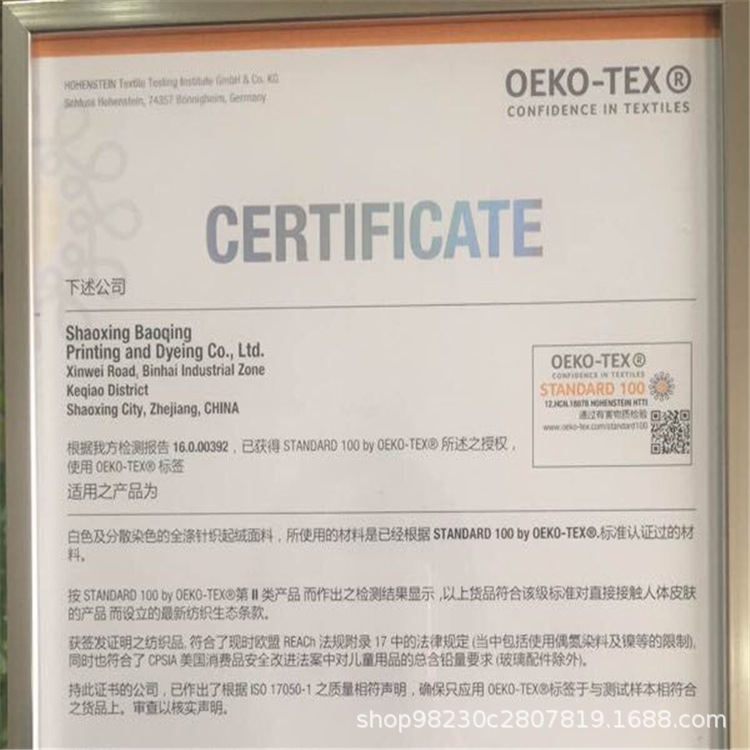 HOHENSTEIN Textile Testing Institute GmbH & Co. KG
Schloss Hohenstein, 74357 Bönnigheim, Germany
OEKO-TEX®
CONFIDENCE IN TEXTILES
CERTIFICATE
下述公司
Shaoxing Baoqing
Printing and Dyeing Co., Ltd.
Xinwei Road, Binhai Industrial Zone
Keqiao District
Shaoxing City, Zhejiang, CHINA
OEKO-TEX®
CONFIDENCE IN TEXTILES
STANDARD 100
12.HCN.18078 HOHENSTEIN HTTI
通过有害物质检验
www.oeko-tex.com/standard100
根据我方检测报告 16.0.00392，已获得 STANDARD 100 by OEKO-TEX® 所述之授权，
使用 OEKO-TEX® 标签
适用之产品为
白色及分散染色的全涤针织起绒面料，所使用的材料是已经根据 STANDARD 100 by OEKO-TEX®.标准认证过的材
料。
按 STANDARD 100 by OEKO-TEX®第 II 类产品 而作出之检测结果显示，以上货品符合该级标准对直接接触人体皮肤
的产品 而设立的最新纺织生态条款。
获签发证明之纺织品, 符合了现时欧盟 REACh 法规附录 17 中的法律规定 (当中包括使用偶氮染料及镍等的限制),
同时也符合了 CPSIA 美国消费品安全改进法案中对儿童用品的总含铅量要求 (玻璃配件除外)。
持此证书的公司，已作出了根据 ISO 17050-1 之质量相符声明，确保只应用 OEKO-TEX®标签于与测试样本相符合
之货品上。审查以核实声明。
shop98230c2807819.1688.com